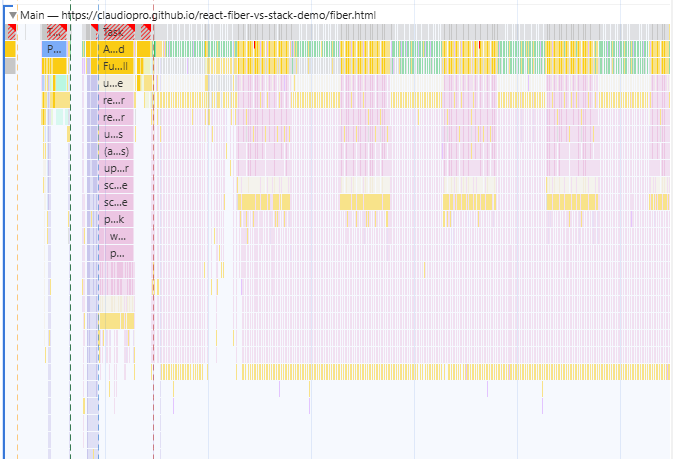 ▼ Main — https://claudiopro.github.io/react-fiber-vs-stack-demo/fiber.html
T... Task
P... A...d
Fu...ll
u...e
re...r
re...r
u...s
(a...s)
up...r
sc...e
sc...e
p...k
w...
p...